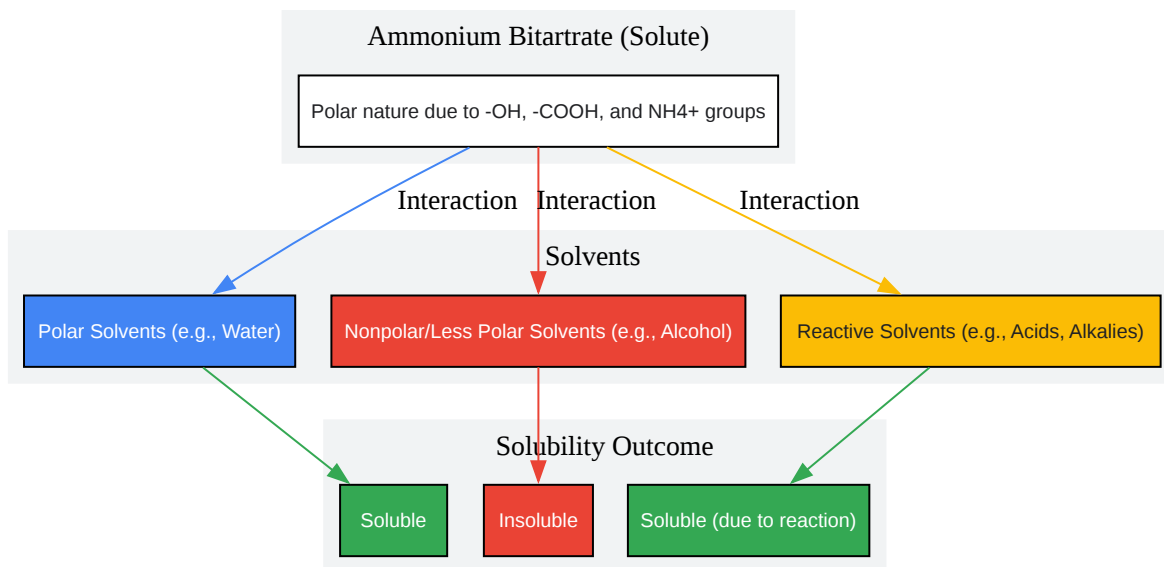 Ammonium Bitartrate (Solute)
Polar nature due to -OH, -COOH, and NH4+ groups
Interaction
Interaction
Interaction
Solvents
Polar Solvents (e.g., Water)
Nonpolar/Less Polar Solvents (e.g., Alcohol)
Reactive Solvents (e.g., Acids, Alkalies)
Solubility Outcome
Soluble
Insoluble
Soluble (due to reaction)